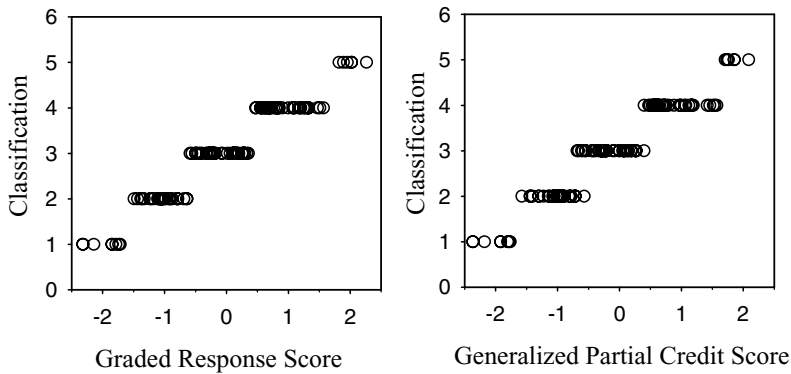 6
5
4
3
2
1
0
Classification
-2 -1 0 1 2
Graded Response Score
6
5
4
3
2
1
0
Classification
-2 -1 0 1 2
Generalized Partial Credit Score